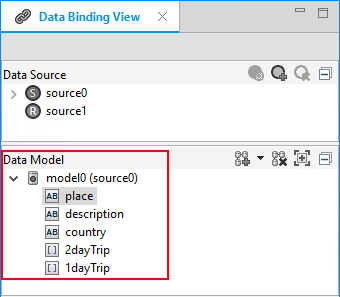 Data Binding View
Data Source
S source0
R source1
Data Model
model0 (source0)
AB place
AB description
AB country
[ ] 2dayTrip
[ ] 1dayTrip